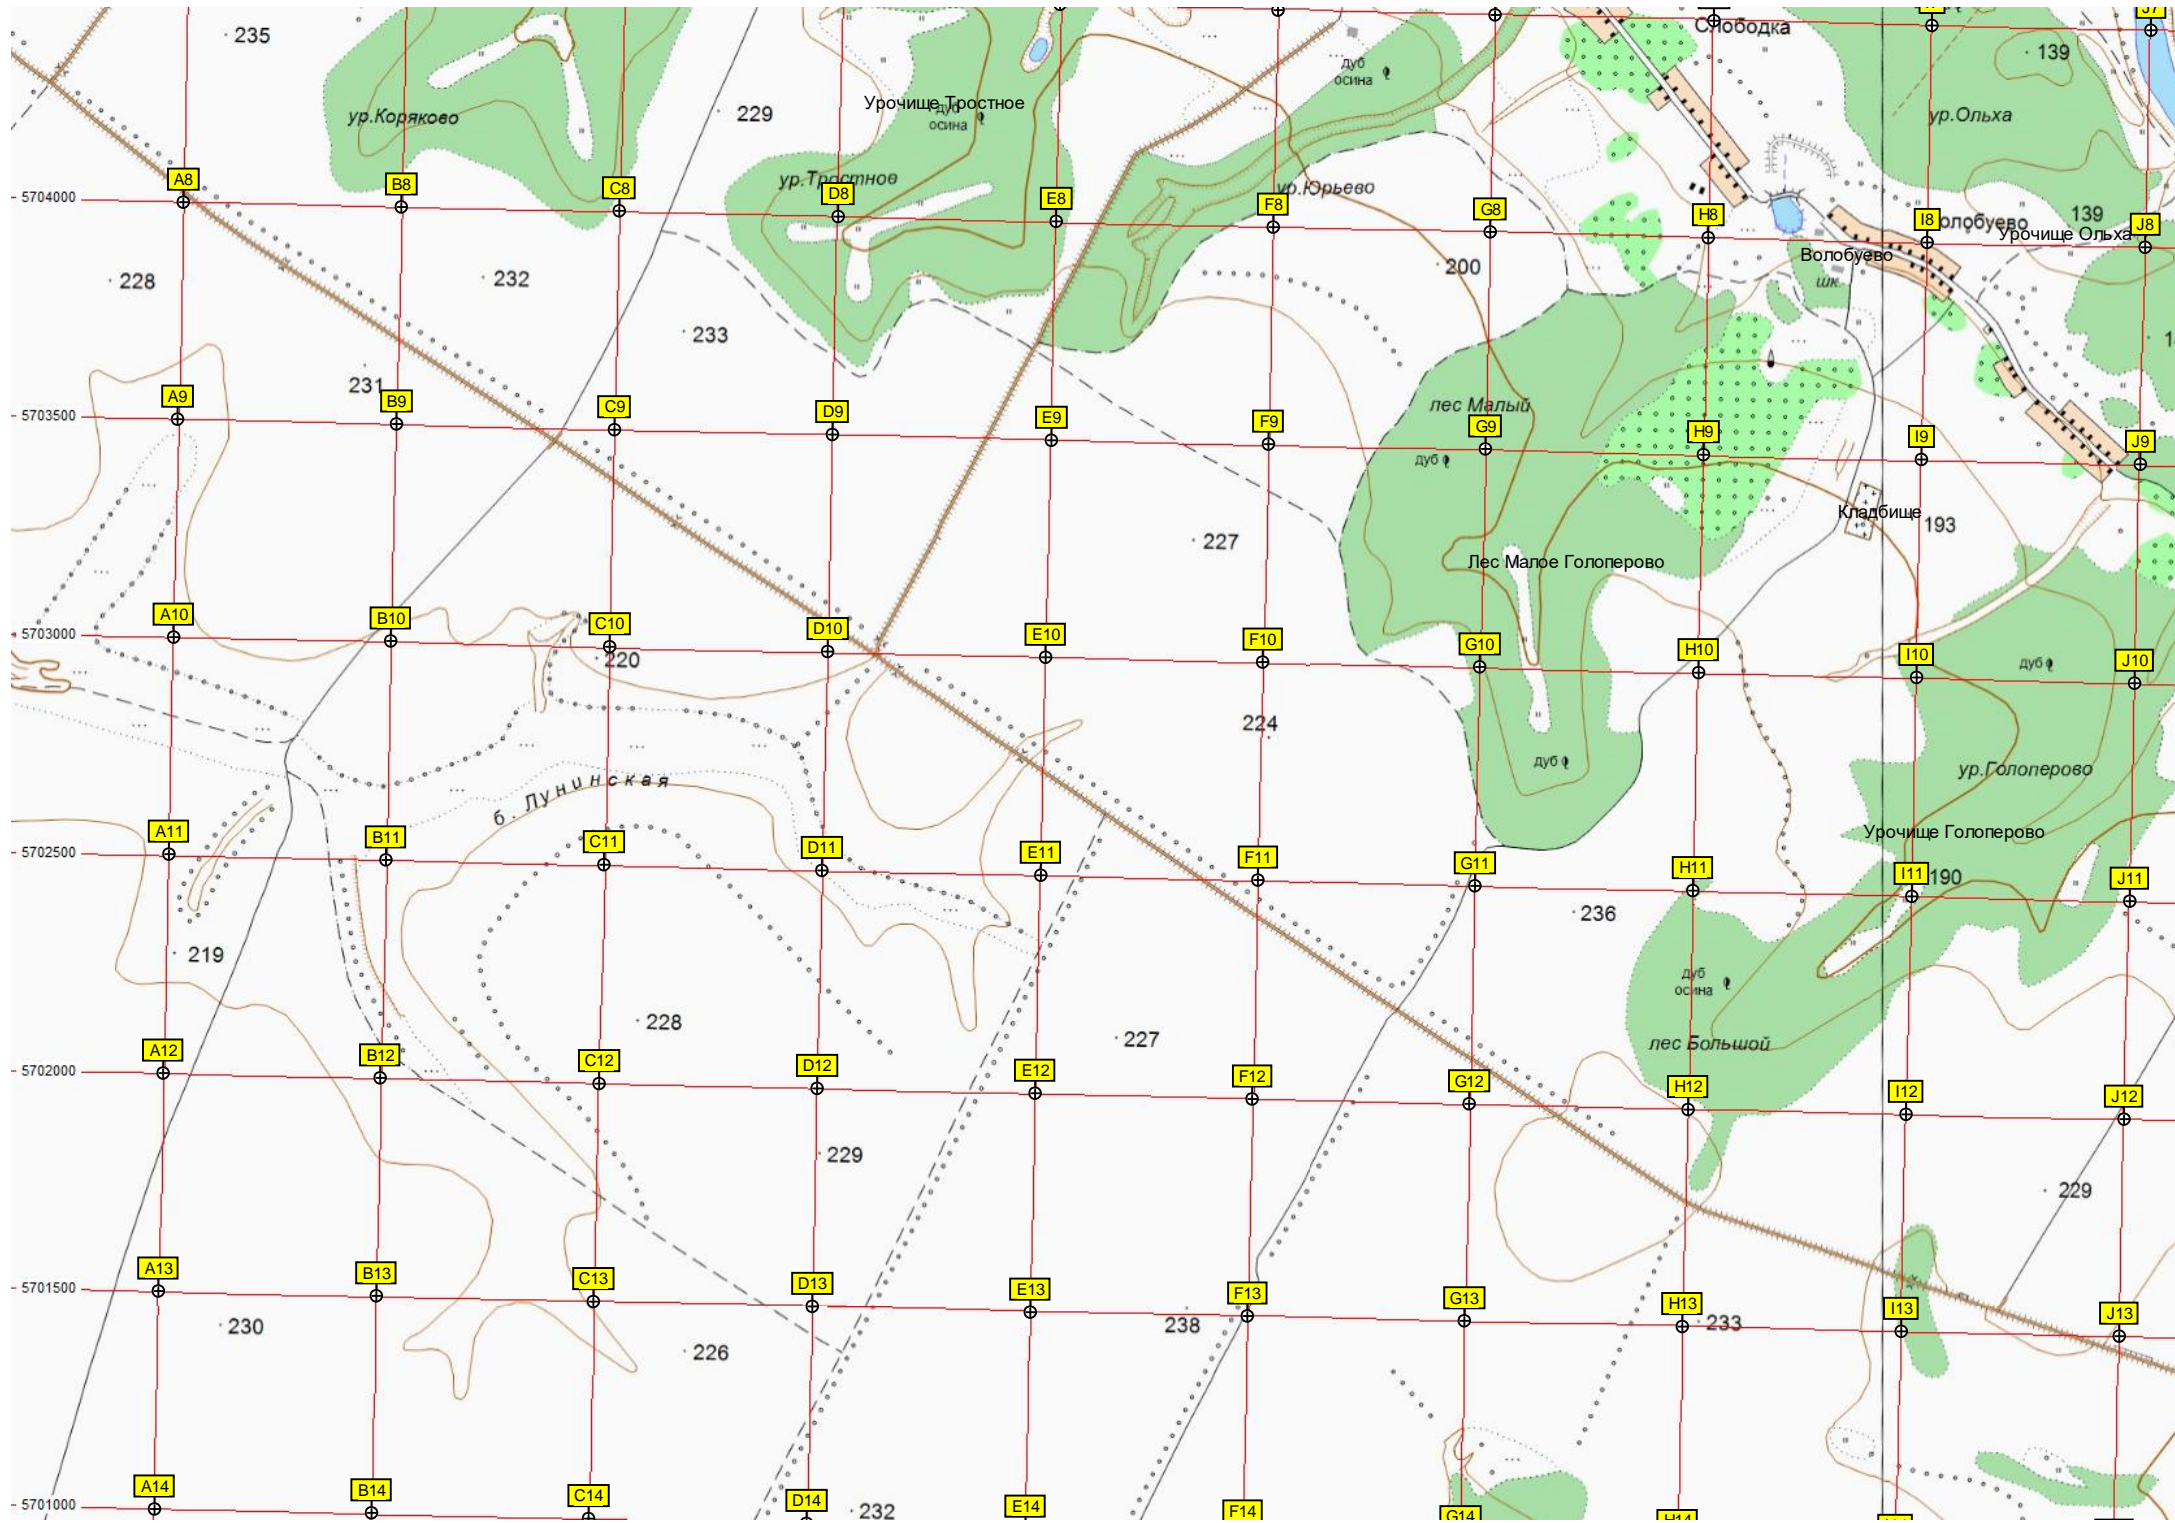 235
139
Слободка
J7
дуб
осина
229
Урочище Тростное
дуб
осина
ур.Коряково
ур.Ольха
ур.Тростное
ур.Юрьево
5704000
A8
B8
C8
D8
E8
F8
G8
H8
I8
J8
139
Урочище Ольха
Волобуево
шк.
228
232
200
233
231
лес Малый
5703500
A9
B9
C9
D9
E9
F9
G9
H9
I9
J9
дуб
Кладбище
193
227
Лес Малое Голоперово
5703000
A10
B10
C10
D10
E10
F10
G10
H10
I10
J10
220
дуб
224
дуб
ур.Голоперово
б. Лунинская
Урочище Голоперово
5702500
A11
B11
C11
D11
E11
F11
G11
H11
I11
J11
190
236
219
дуб
осина
228
227
лес Большой
5702000
A12
B12
C12
D12
E12
F12
G12
H12
I12
J12
229
229
5701500
A13
B13
C13
D13
E13
F13
G13
H13
I13
J13
230
238
233
226
5701000
A14
B14
C14
D14
232
E14
F14
G14
H14